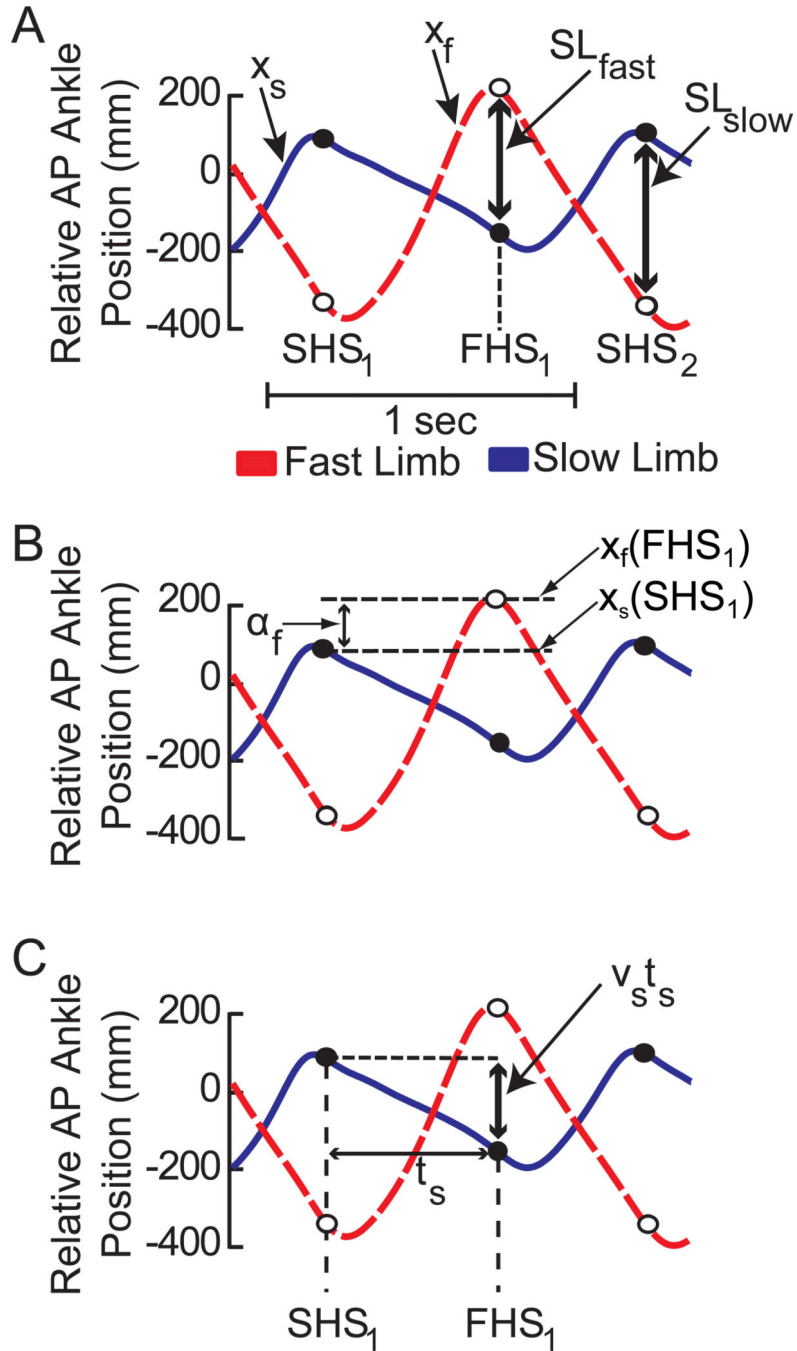 A
Relative AP Ankle
Position (mm)
200
0
-200
-400
x_s
x_f
SL_fast
SL_slow
SHS_1
FHS_1
SHS_2
1 sec
Fast Limb
Slow Limb
B
Relative AP Ankle
Position (mm)
200
0
-200
-400
α_f
x_f(FHS_1)
x_s(SHS_1)
C
Relative AP Ankle
Position (mm)
200
0
-200
-400
v_st_s
t_s
SHS_1
FHS_1